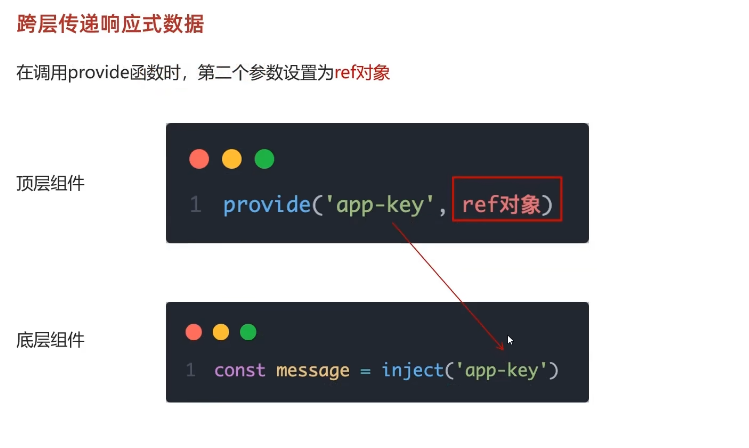 跨层传递响应式数据
在调用provide函数时，第二个参数设置为ref对象
顶层组件
1 provide('app-key', ref对象)
底层组件
1 const message = inject('app-key')